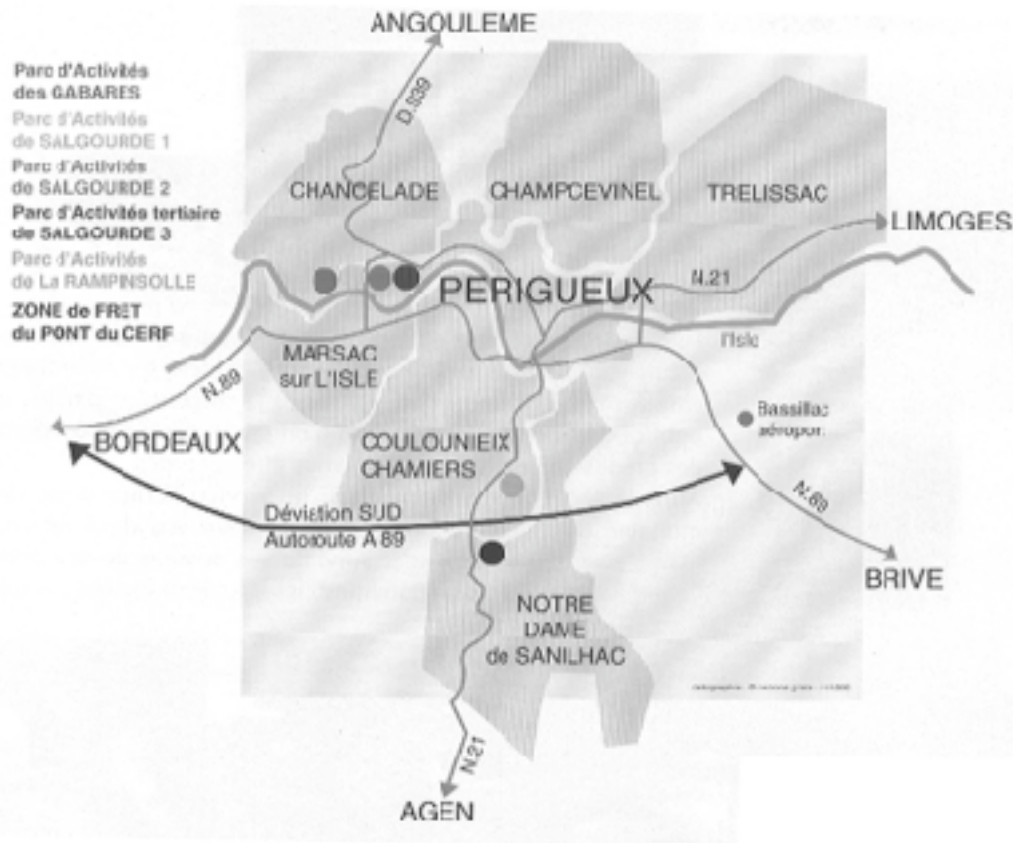 ANGOULEME
Parc d'Activités
des GABARES
Parc d'Activités
de SALGOURDE 1
Parc d'Activités
de SALGOURDE 2
Parc d'Activités tertiaire
de SALGOURDE 3
Parc d'Activités
de La RAMPINSOLLE
ZONE de FRET
du PONT du CERF
D.939
CHANCELADE
CHAMPCEVINEL
TRELISSAC
LIMOGES
N.21
PERIGUEUX
l'Isle
MARSAC
sur L'ISLE
N.89
BORDEAUX
COULOUNIEIX
CHAMIERS
Bassillac
aéroport
Déviation SUD
Autoroute A 89
N.89
BRIVE
NOTRE
DAME
de SANILHAC
N.21
AGEN